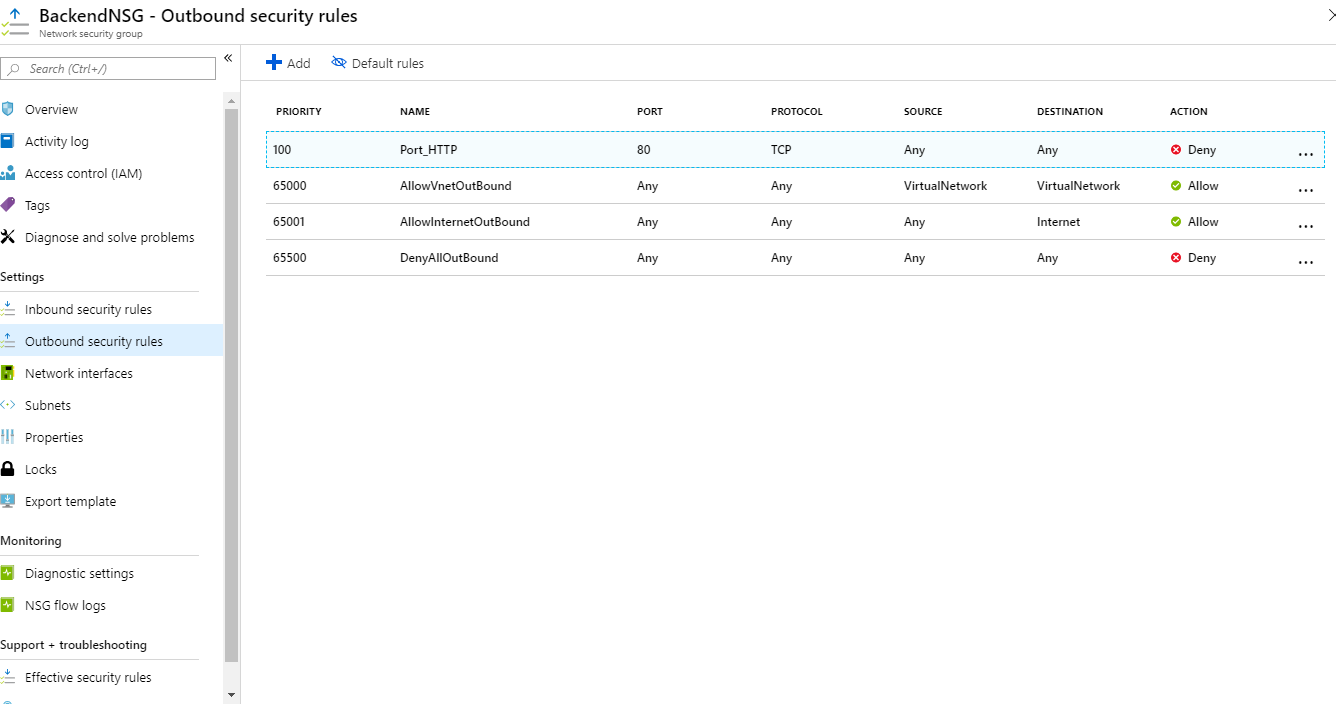 BackendNSG - Outbound security rules
Network security group
Search (Ctrl+/)
«
Overview
Activity log
Access control (IAM)
Tags
Diagnose and solve problems
Settings
Inbound security rules
Outbound security rules
Network interfaces
Subnets
Properties
Locks
Export template
Monitoring
Diagnostic settings
NSG flow logs
Support + troubleshooting
Effective security rules
Add Default rules
PRIORITY NAME PORT PROTOCOL SOURCE DESTINATION ACTION
100 Port_HTTP 80 TCP Any Any Deny ...
65000 AllowVnetOutBound Any Any VirtualNetwork VirtualNetwork Allow ...
65001 AllowInternetOutBound Any Any Any Internet Allow ...
65500 DenyAllOutBound Any Any Any Any Deny ...